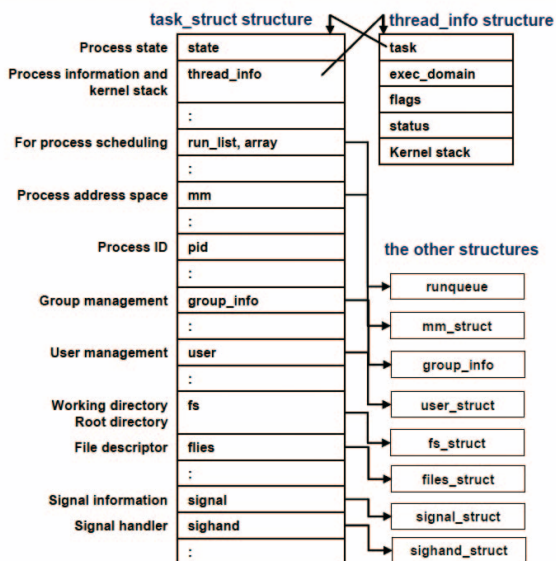 task_struct structure
thread_info structure
Process state
state
task
Process information and
kernel stack
thread_info
exec_domain
flags
:
status
For process scheduling
run_list, array
Kernel stack
:
Process address space
mm
:
Process ID
pid
the other structures
:
runqueue
Group management
group_info
mm_struct
:
User management
user
group_info
:
user_struct
Working directory
Root directory
fs
fs_struct
File descriptor
flies
:
files_struct
Signal information
signal
signal_struct
Signal handler
sighand
:
sighand_struct